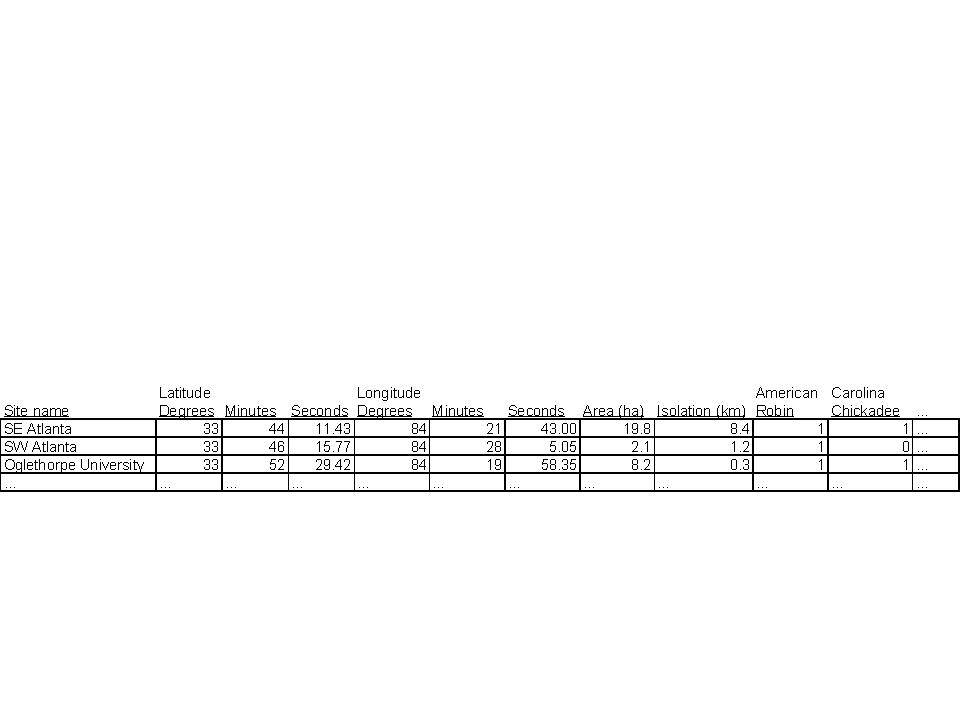 Latitude Longitude American Carolina
Site name Degrees Minutes Seconds Degrees Minutes Seconds Area (ha) Isolation (km) Robin Chickadee ...
SE Atlanta 33 44 11.43 84 21 43.00 19.8 8.4 1 1 ...
SW Atlanta 33 46 15.77 84 28 5.05 2.1 1.2 1 0 ...
Oglethorpe University 33 52 29.42 84 19 58.35 8.2 0.3 1 1 ...
... ... ... ... ... ... ... ... ... ... ... ...